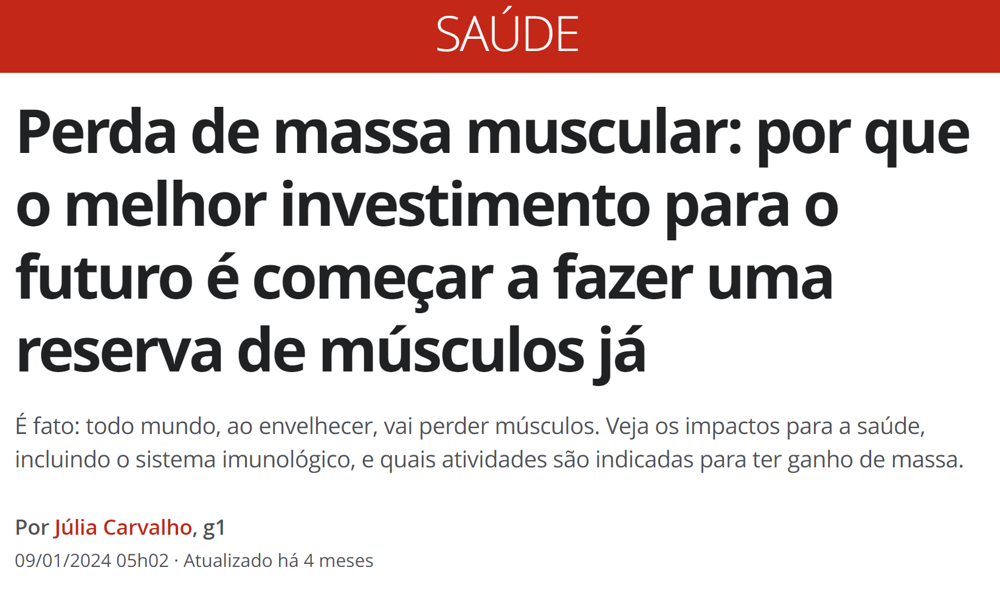 SAÚDE
Perda de massa muscular: por que
o melhor investimento para o
futuro é começar a fazer uma
reserva de músculos já
É fato: todo mundo, ao envelhecer, vai perder músculos. Veja os impactos para a saúde,
incluindo o sistema imunológico, e quais atividades são indicadas para ter ganho de massa.
Por Júlia Carvalho, g1
09/01/2024 05h02 · Atualizado há 4 meses